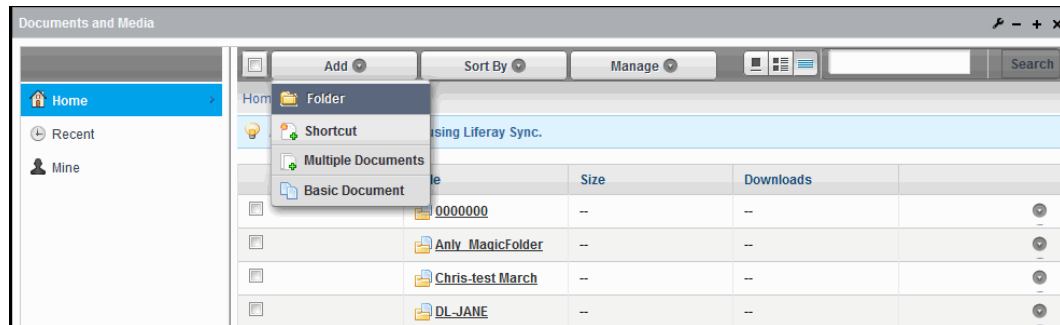 Documents and Media
Add Sort By Manage Search
Home
Recent
Mine
Hom
Folder
Shortcut
Multiple Documents
Basic Document
using Liferay Sync.
le Size Downloads
0000000 -- --
Anly_MagicFolder -- --
Chris-test March -- --
DL-JANE -- --